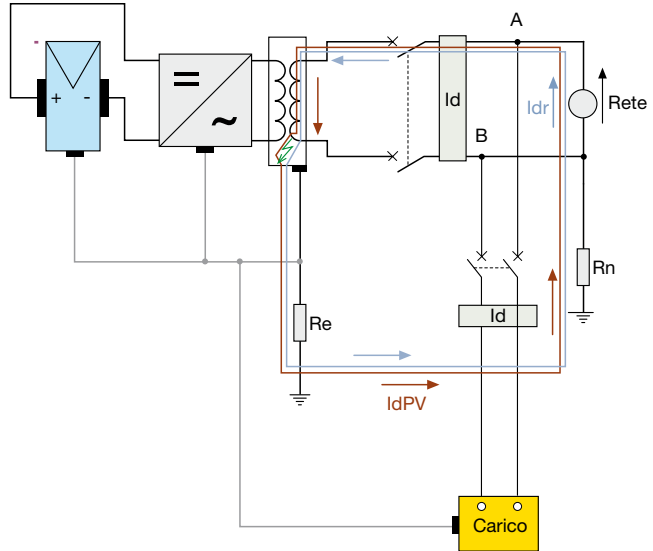 A
-
+
-
=
~
Id
Idr
Rete
B
Rn
Id
Re
IdPV
Carico